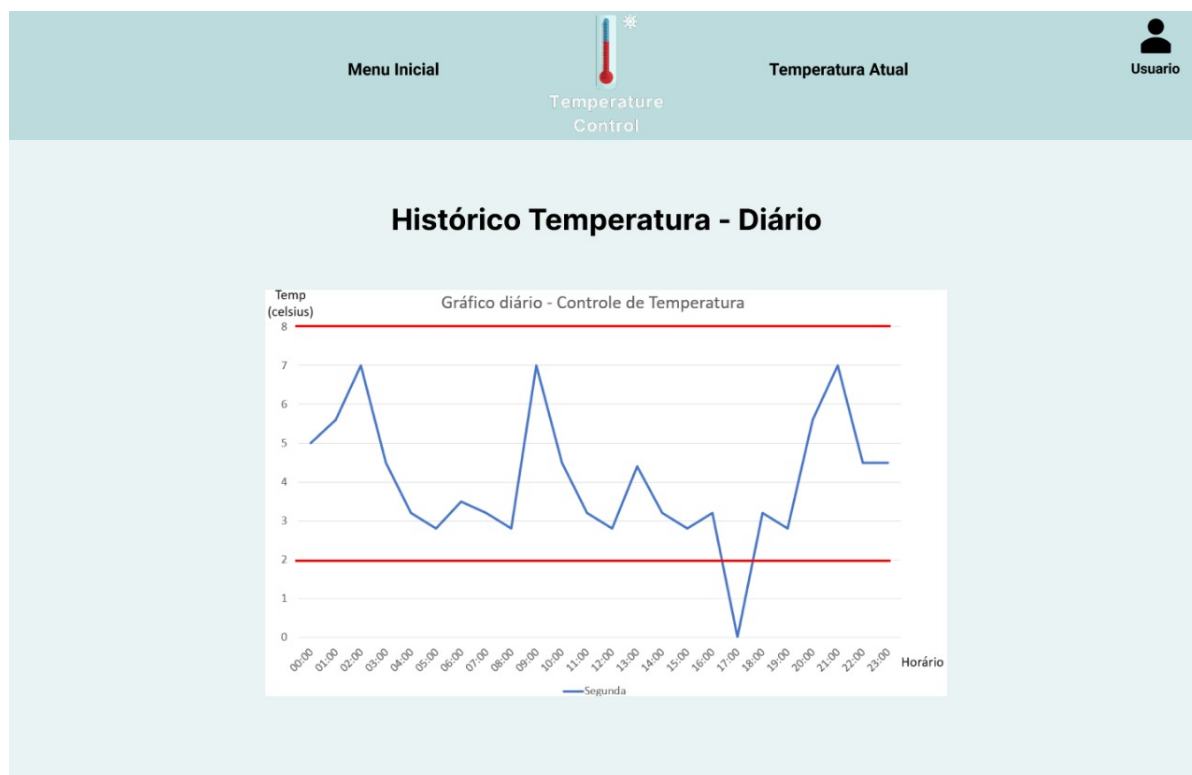 Menu Inicial
Temperature
Control
Temperatura Atual
Usuario
Histórico Temperatura - Diário
Temp
(celsius)
Gráfico diário - Controle de Temperatura
8
7
6
5
4
3
2
1
0
00:00 01:00 02:00 03:00 04:00 05:00 06:00 07:00 08:00 09:00 10:00 11:00 12:00 13:00 14:00 15:00 16:00 17:00 18:00 19:00 20:00 21:00 22:00 23:00
Horário
Segunda